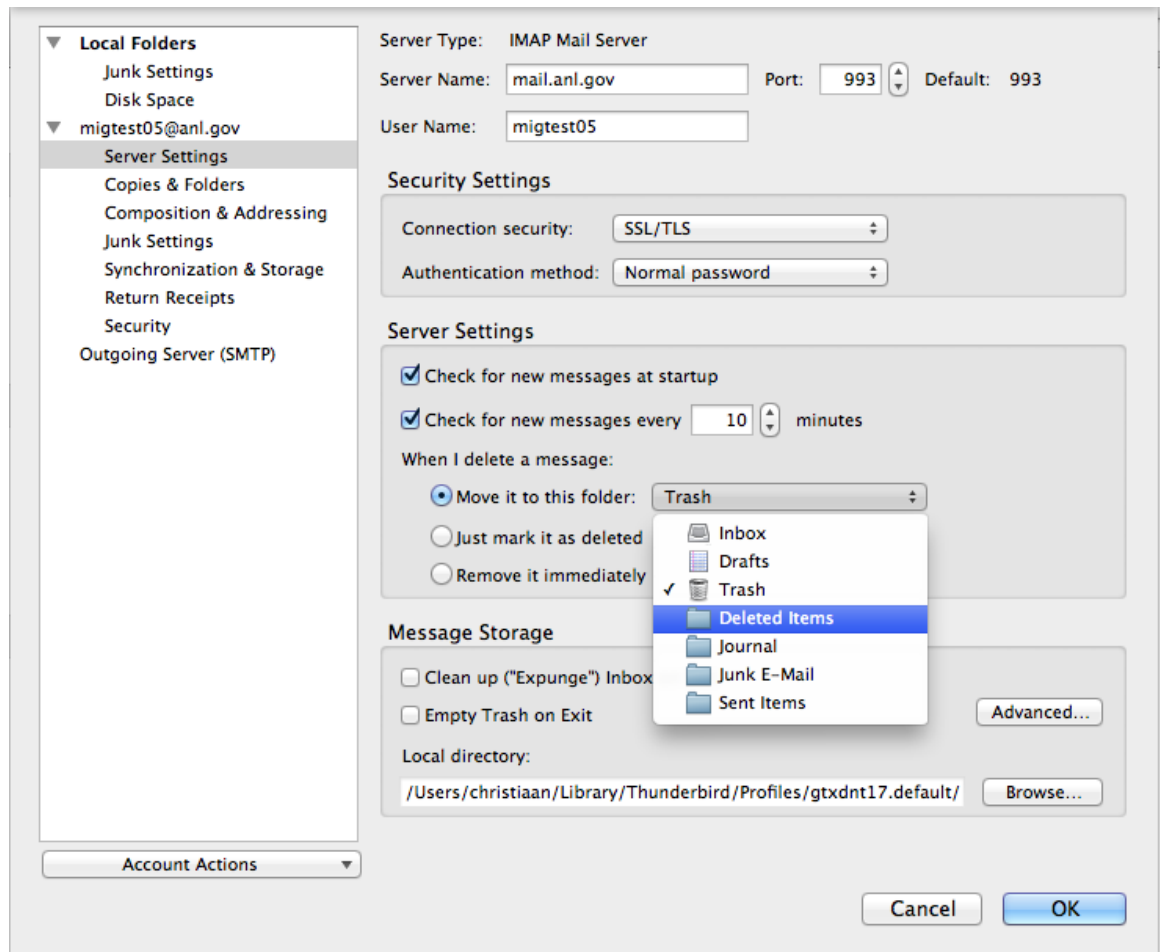 Local Folders
Junk Settings
Disk Space
migtest05@anl.gov
Server Settings
Copies & Folders
Composition & Addressing
Junk Settings
Synchronization & Storage
Return Receipts
Security
Outgoing Server (SMTP)
Account Actions
Server Type: IMAP Mail Server
Server Name: mail.anl.gov Port: 993 Default: 993
User Name: migtest05
Security Settings
Connection security: SSL/TLS
Authentication method: Normal password
Server Settings
Check for new messages at startup
Check for new messages every 10 minutes
When I delete a message:
Move it to this folder: Trash
Just mark it as deleted
Remove it immediately
Inbox
Drafts
Trash
Deleted Items
Journal
Junk E-Mail
Sent Items
Message Storage
Clean up ("Expunge") Inbox
Empty Trash on Exit
Advanced...
Local directory:
/Users/christiaan/Library/Thunderbird/Profiles/gtxdnt17.default/ Browse...
Cancel OK